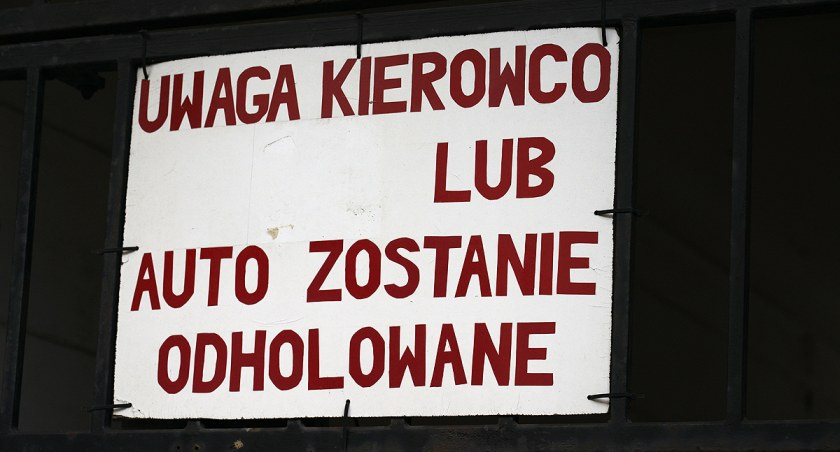 UWAGA KIEROWCO
LUB
AUTO ZOSTANIE
ODHOLOWANE